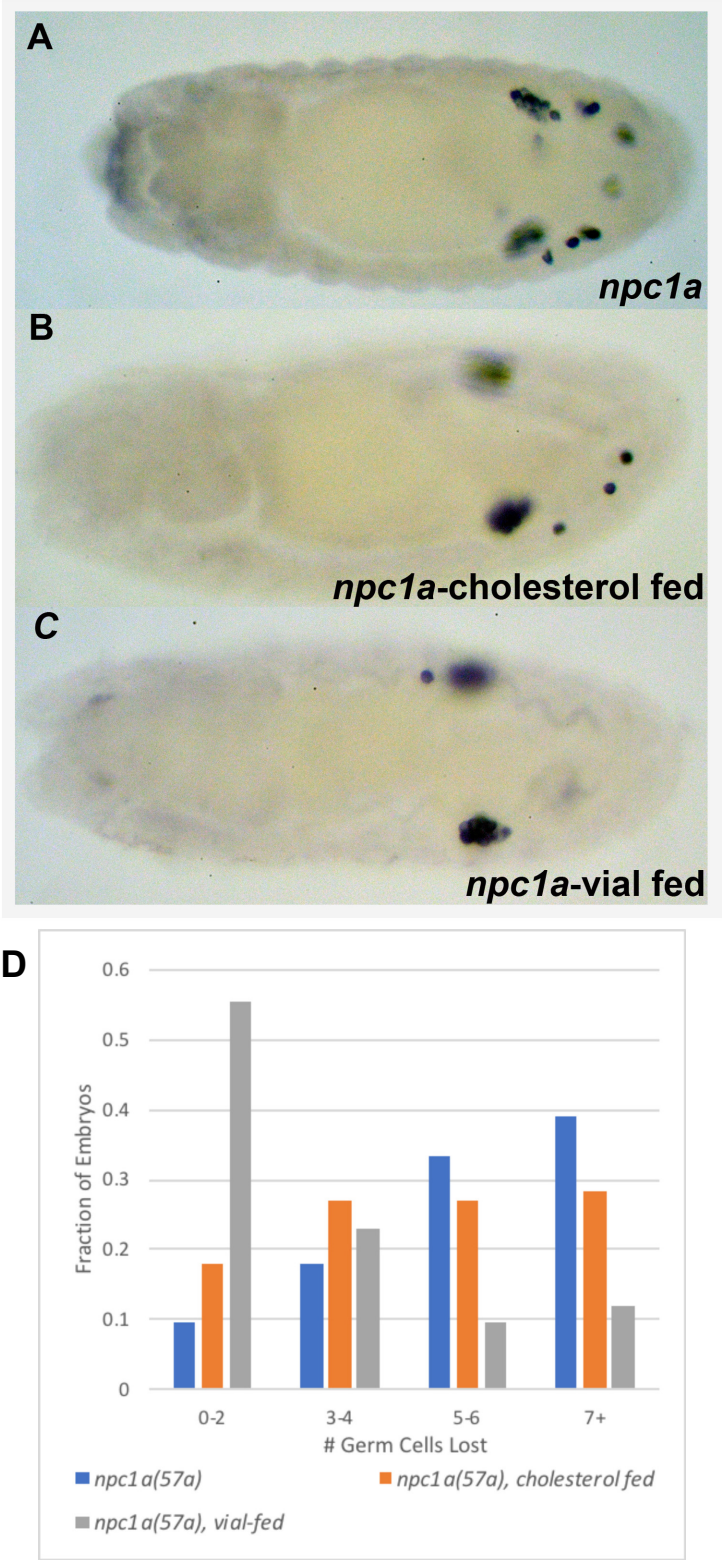 A
npc1a
B
npc1a-cholesterol fed
C
npc1a-vial fed
D
0.6
0.5
0.4
0.3
0.2
0.1
0
Fraction of Embryos
0-2 3-4 5-6 7+
# Germ Cells Lost
npc1a(57a) npc1a(57a), cholesterol fed
npc1a(57a), vial-fed